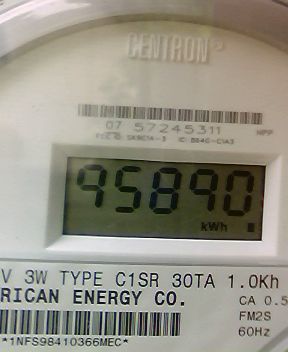 CENTRON
07 57245311
95890
kWh
V 3W TYPE C1SR 30TA 1.0Kh
RICAN ENERGY CO.
CA 0.5
FM2S
60Hz
*1NFS98410366MEC*